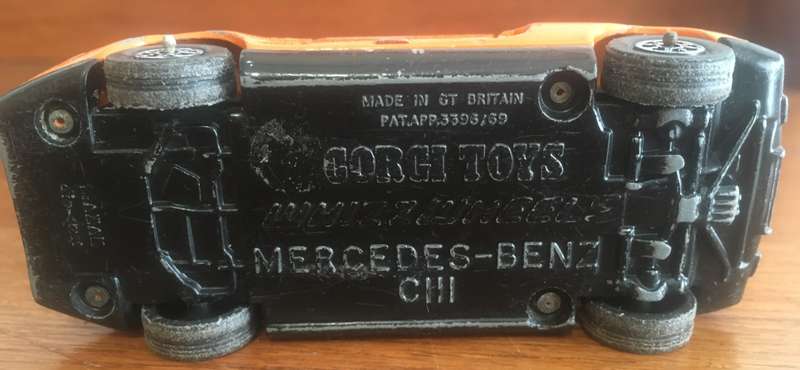 MADE IN GT BRITAIN
PAT.APP.3396/69
CORGI TOYS
WHIZZWHEELS
MERCEDES-BENZ
C111